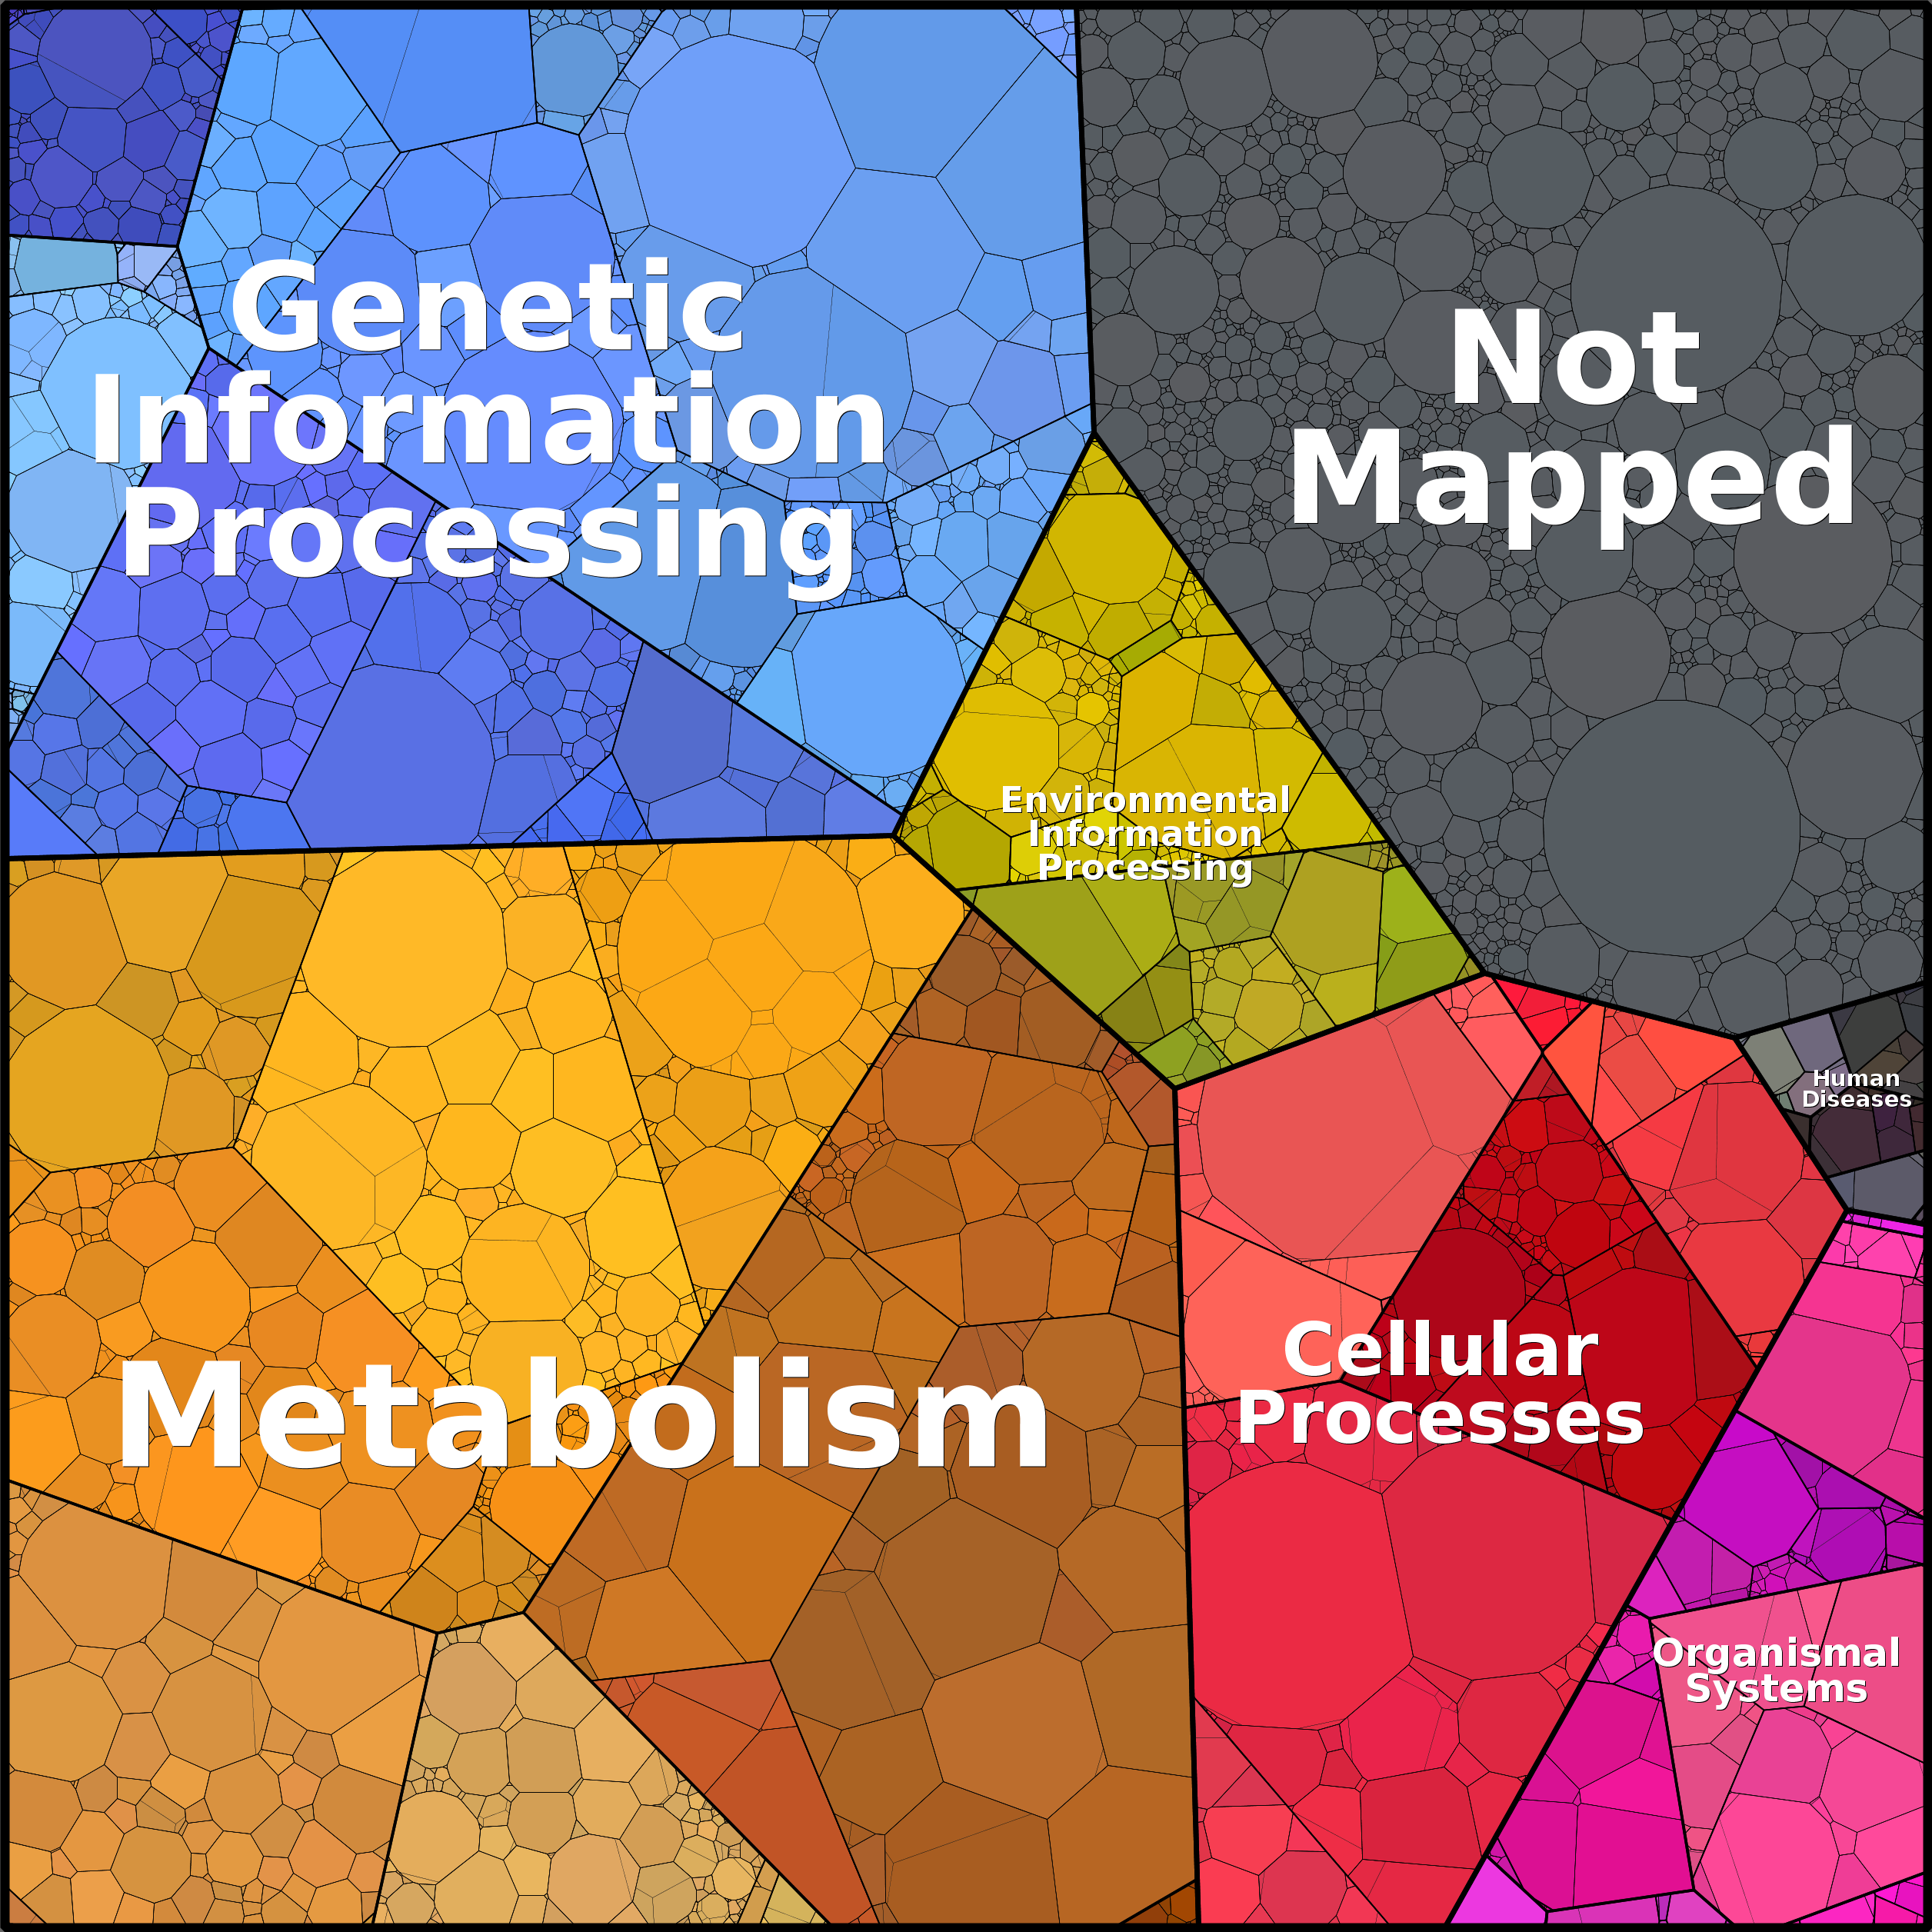 Genetic
Information
Processing
Not
Mapped
Environmental
Information
Processing
Human
Diseases
Metabolism
Cellular
Processes
Organismal
Systems